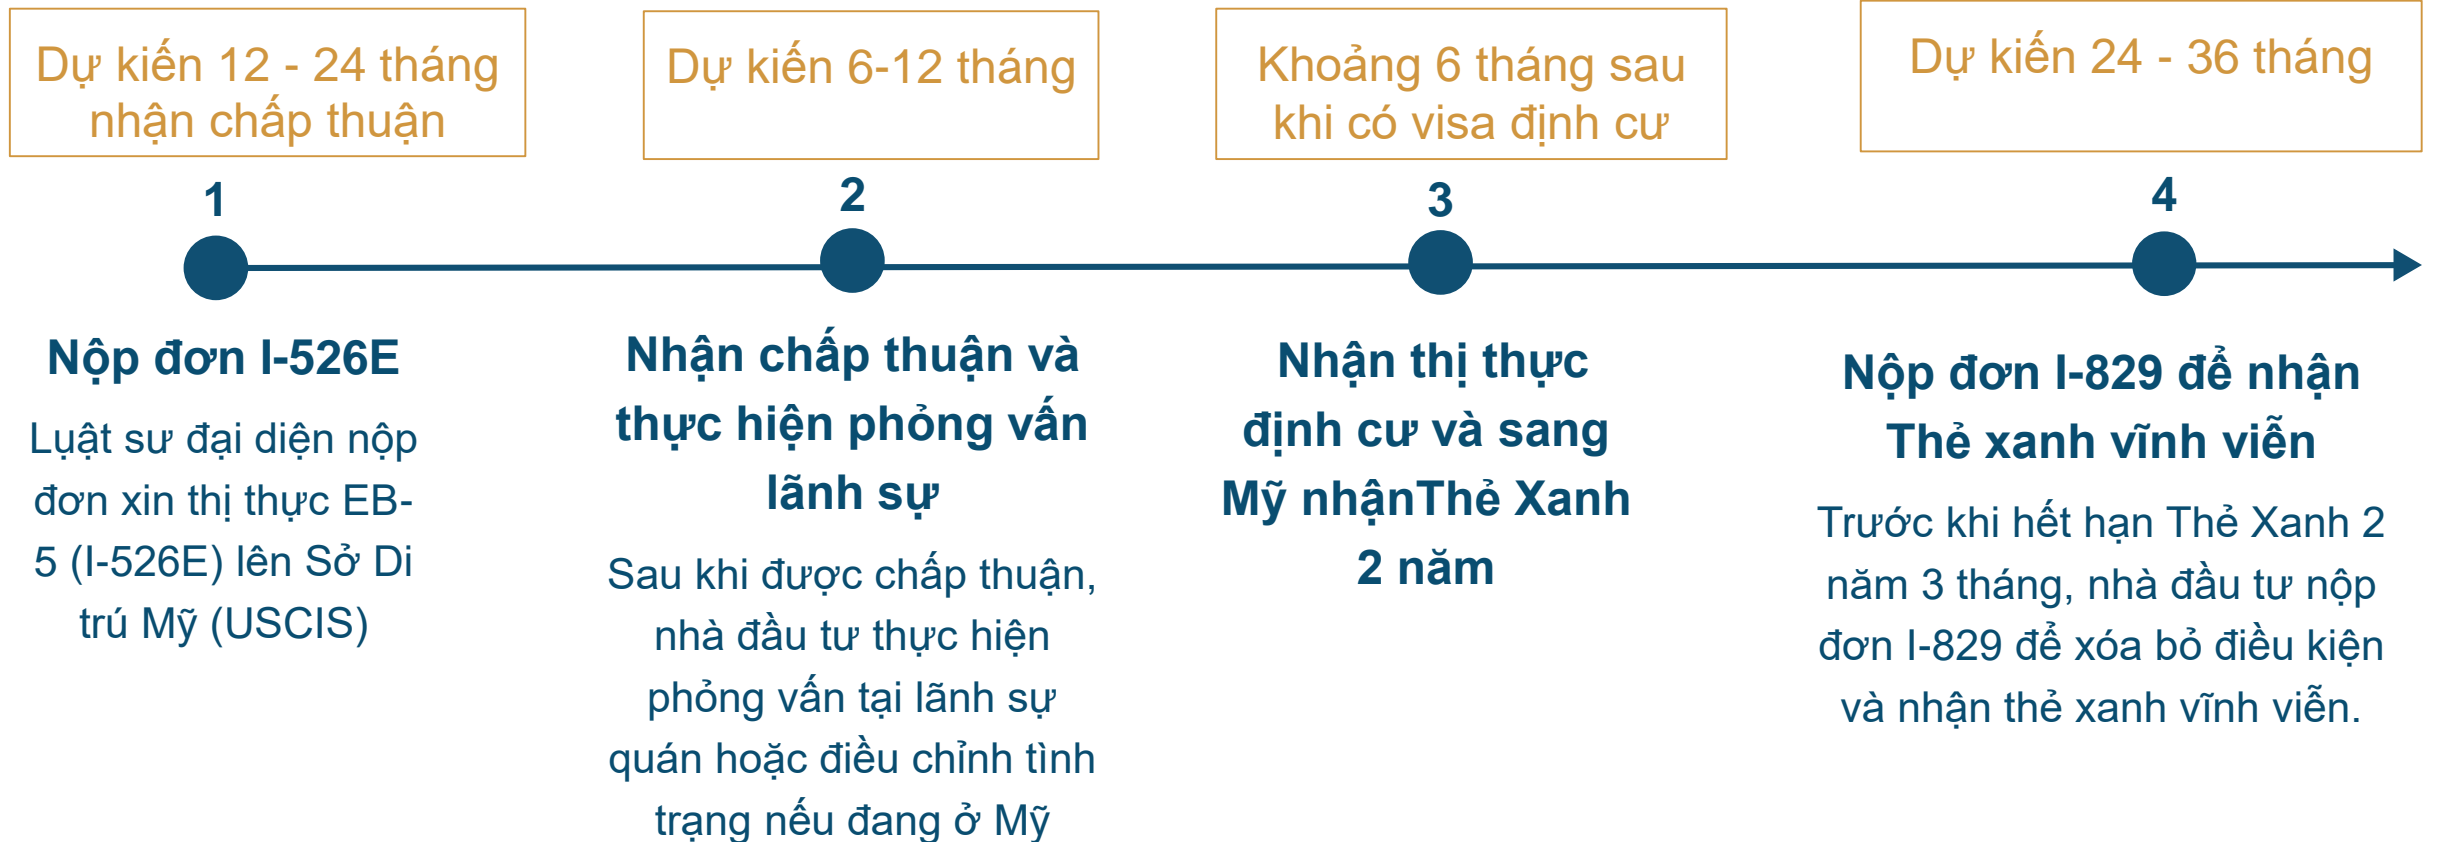 Dự kiến 12 - 24 tháng
nhận chấp thuận
Dự kiến 6-12 tháng
Khoảng 6 tháng sau
khi có visa định cư
Dự kiến 24 - 36 tháng
1
2
3
4
Nộp đơn I-526E
Luật sư đại diện nộp
đơn xin thị thực EB-
5 (I-526E) lên Sở Di
trú Mỹ (USCIS)
Nhận chấp thuận và
thực hiện phỏng vấn
lãnh sự
Sau khi được chấp thuận,
nhà đầu tư thực hiện
phỏng vấn tại lãnh sự
quán hoặc điều chỉnh tình
trạng nếu đang ở Mỹ
Nhận thị thực
định cư và sang
Mỹ nhậnThẻ Xanh
2 năm
Nộp đơn I-829 để nhận
Thẻ xanh vĩnh viễn
Trước khi hết hạn Thẻ Xanh 2
năm 3 tháng, nhà đầu tư nộp
đơn I-829 để xóa bỏ điều kiện
và nhận thẻ xanh vĩnh viễn.